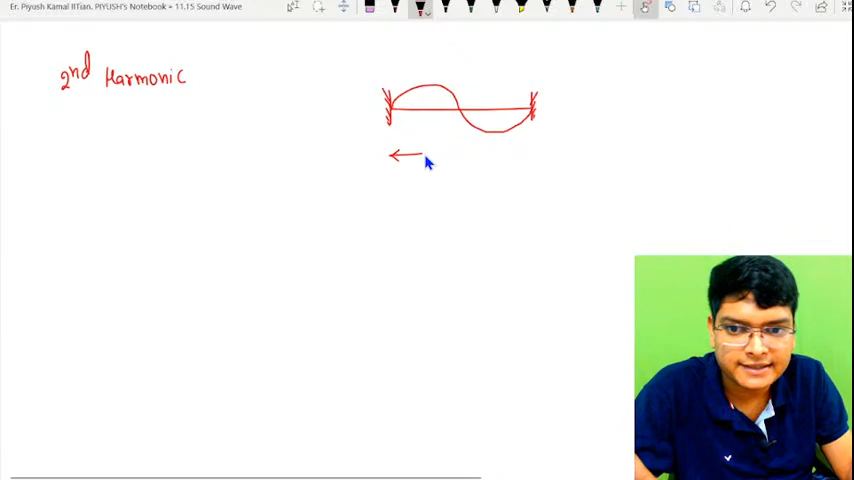 Er. Piyush Kamal IITian. PIYUSH's Notebook » 11.15 Sound Wave
2nd Harmonic